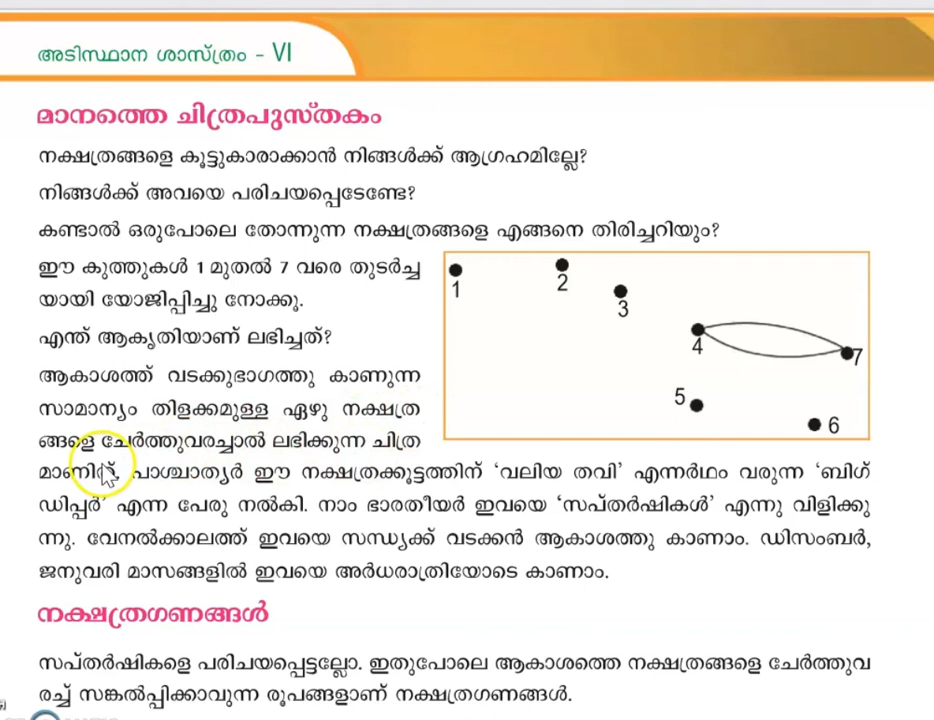 അടിസ്ഥാന ശാസ്ത്രം - VI
മാനത്തെ ചിത്രപുസ്തകം
നക്ഷത്രങ്ങളെ കൂട്ടുകാരാക്കാൻ നിങ്ങൾക്ക് ആഗ്രഹമില്ലേ?
നിങ്ങൾക്ക് അവയെ പരിചയപ്പെടേണ്ടേ?
കണ്ടാൽ ഒരുപോലെ തോന്നുന്ന നക്ഷത്രങ്ങളെ എങ്ങനെ തിരിച്ചറിയും?
ഈ കുത്തുകൾ 1 മുതൽ 7 വരെ തുടർച്ച
യായി യോജിപ്പിച്ചു നോക്കൂ.
എന്ത് ആകൃതിയാണ് ലഭിച്ചത്?
1
2
3
4
7
5
6
ആകാശത്ത് വടക്കുഭാഗത്തു കാണുന്ന
സാമാന്യം തിളക്കമുള്ള ഏഴു നക്ഷത്ര
ങ്ങളെ ചേർത്തുവരച്ചാൽ ലഭിക്കുന്ന ചിത്ര
മാണിത്. പാശ്ചാത്യർ ഈ നക്ഷത്രക്കൂട്ടത്തിന് ‘വലിയ തവി’ എന്നർഥം വരുന്ന ‘ബിഗ്
ഡിപ്പർ’ എന്ന പേരു നൽകി. നാം ഭാരതീയർ ഇവയെ ‘സപ്തർഷികൾ’ എന്നു വിളിക്കു
ന്നു. വേനൽക്കാലത്ത് ഇവയെ സന്ധ്യക്ക് വടക്കൻ ആകാശത്തു കാണാം. ഡിസംബർ,
ജനുവരി മാസങ്ങളിൽ ഇവയെ അർധരാത്രിയോടെ കാണാം.
നക്ഷത്രഗണങ്ങൾ
സപ്തർഷികളെ പരിചയപ്പെട്ടല്ലോ. ഇതുപോലെ ആകാശത്തെ നക്ഷത്രങ്ങളെ ചേർത്തുവ
രച്ച് സങ്കൽപ്പിക്കാവുന്ന രൂപങ്ങളാണ് നക്ഷത്രഗണങ്ങൾ.